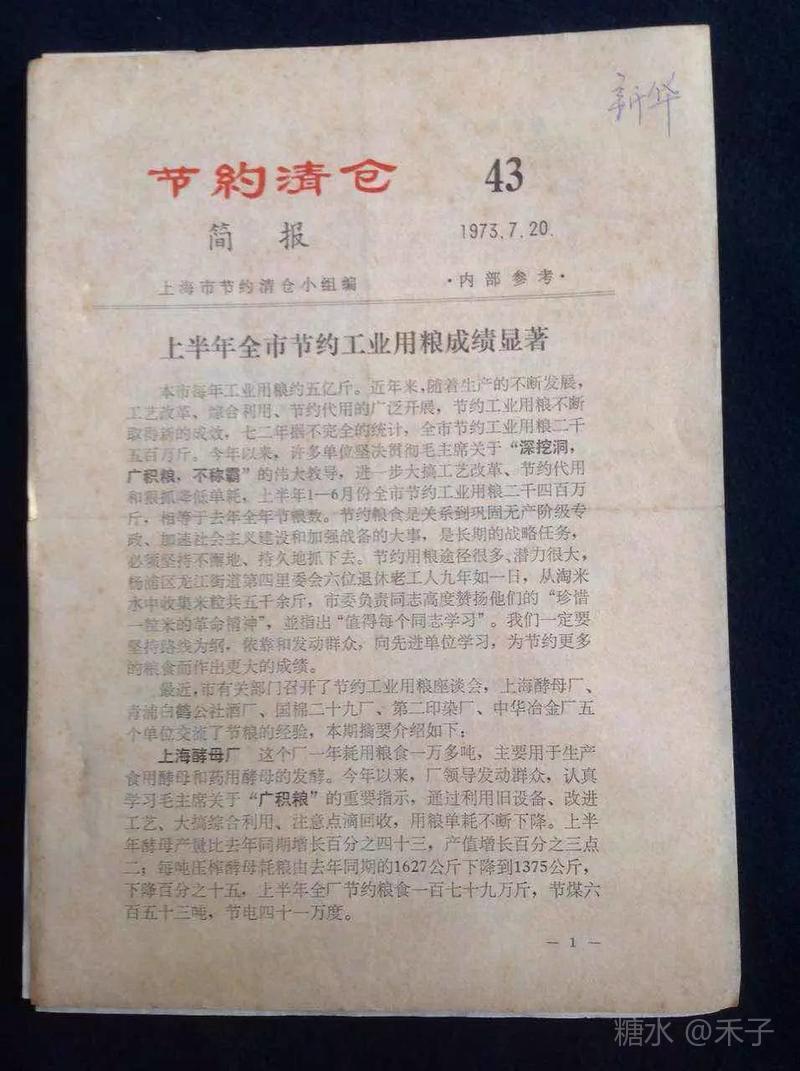 新华
节約清仓 43
简报 1973.7.20.
上海市节约清仓小组编 ·内部参考·
上半年全市节约工业用粮成绩显著
本市每年工业用粮约五亿斤。近年来，随着生产的不断发展，
工艺改革、综合利用、节约代用的广泛开展，节约工业用粮不断
取得新的成效，七二年据不完全的统计，全市节约工业用粮二千
五百万斤。今年以来，许多单位坚决贯彻毛主席关于“深挖洞，
广积粮，不称霸”的伟大教导，进一步大搞工艺改革、节约代用
和狠抓降低单耗，上半年1—6月份全市节约工业用粮二千四百万
斤，相等于去年全年节粮数。节约粮食是关系到巩固无产阶级专
政、加速社会主义建设和加强战备的大事，是长期的战略任务，
必须坚持不懈地、持久地抓下去。节约用粮途径很多、潜力很大，
杨浦区龙江街道第四里委会六位退休老工人九年如一日，从淘米
水中收集米粒共五千余斤，市委负责同志高度赞扬他们的“珍惜
一粒米的革命精神”，並指出“值得每个同志学习”。我们一定要
坚持路线为纲，依靠和发动群众，向先进单位学习，为节约更多
的粮食而作出更大的成绩。
最近，市有关部门召开了节约工业用粮座谈会，上海酵母厂、
青浦白鹤公社酒厂、国棉二十九厂、第二印染厂、中华冶金厂五
个单位交流了节粮的经验，本期摘要介绍如下：
上海酵母厂 这个厂一年耗用粮食一万多吨，主要用于生产
食用酵母和药用酵母的发酵。今年以来，厂领导发动群众，认真
学习毛主席关于“广积粮”的重要指示，通过利用旧设备、改进
工艺、大搞综合利用、注意点滴回收，用粮单耗不断下降。上半
年酵母产量比去年同期增长百分之四十三，产值增长百分之三点
二；每吨压榨酵母耗粮由去年同期的1627公斤下降到1375公斤，
下降百分之十五，上半年全厂节约粮食一百七十九万斤，节煤六
百五十三吨，节电四十一万度。
— 1 —
糖水 @禾子